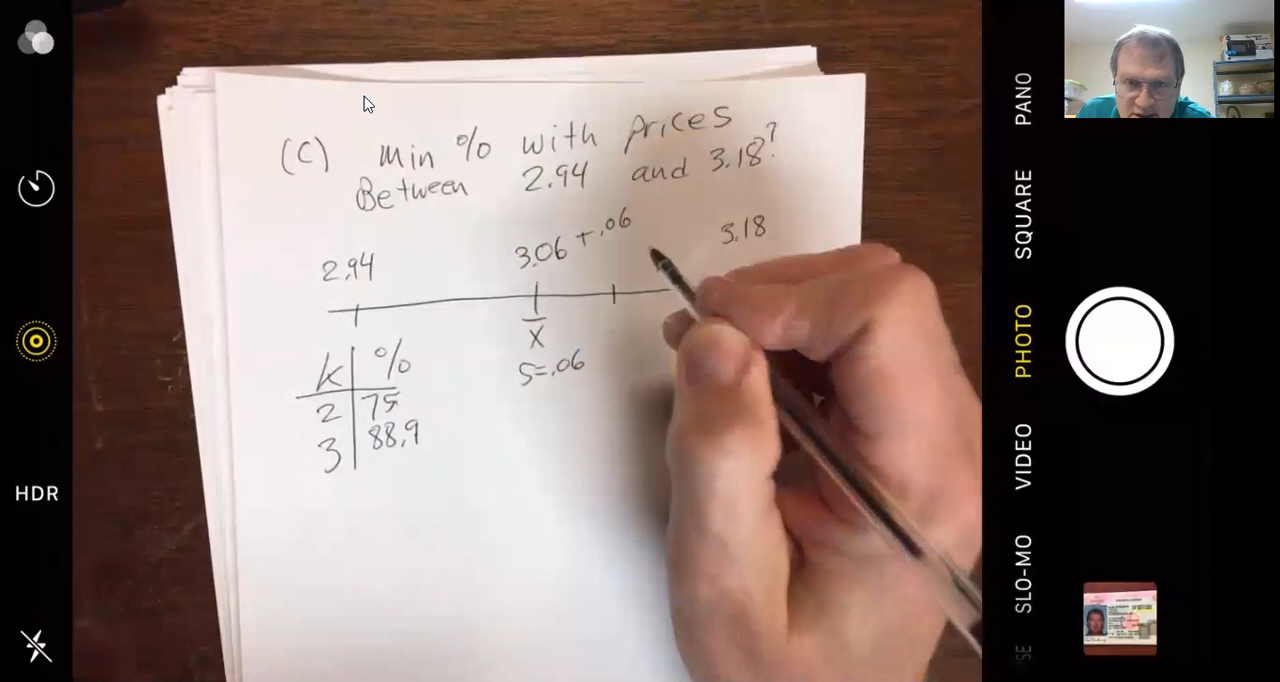 (C) Min % with prices
Between 2.94 and 3.18?
2.94 3.06 + .06 3.18
X
S=.06
k %
2 75
3 88.9
HDR
PANO
SQUARE
PHOTO
VIDEO
SLO-MO
SE